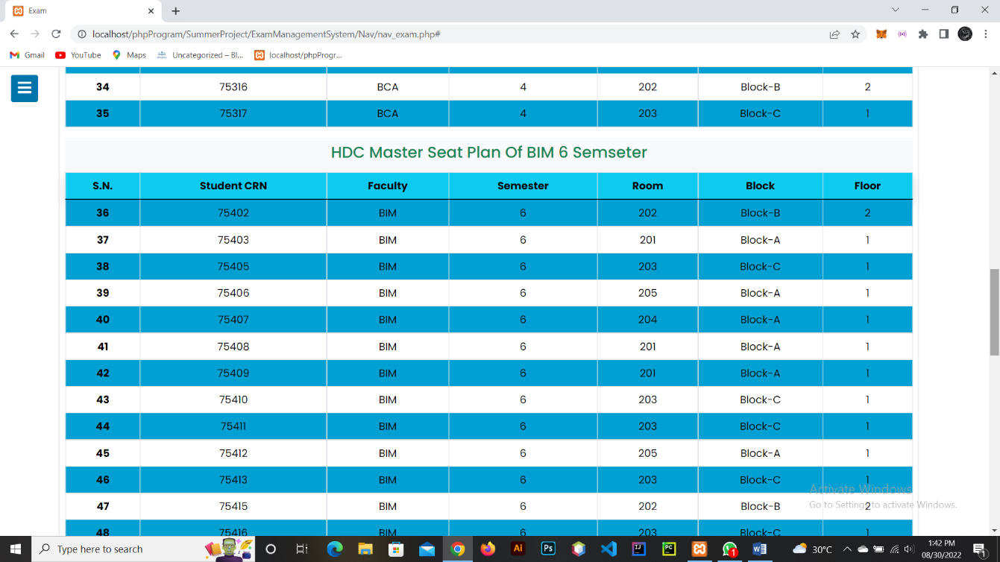 Exam
localhost/phpProgram/SummerProject/ExamManagementSystem/Nav/nav_exam.php#
Gmail YouTube Maps Uncategorized – Bl... localhost/phpProgr...
34 75316 BCA 4 202 Block-B 2
35 75317 BCA 4 203 Block-C 1
HDC Master Seat Plan Of BIM 6 Semseter
S.N. Student CRN Faculty Semester Room Block Floor
36 75402 BIM 6 202 Block-B 2
37 75403 BIM 6 201 Block-A 1
38 75405 BIM 6 203 Block-C 1
39 75406 BIM 6 205 Block-A 1
40 75407 BIM 6 204 Block-A 1
41 75408 BIM 6 201 Block-A 1
42 75409 BIM 6 201 Block-A 1
43 75410 BIM 6 203 Block-C 1
44 75411 BIM 6 203 Block-C 1
45 75412 BIM 6 205 Block-A 1
46 75413 BIM 6 203 Block-C 1
Activate Windows
47 75415 BIM 6 202 Block-B 2
Go to Settings to activate Windows.
48 75416 BIM 6 203 Block-C 1
Type here to search
Ai Ps IJ PC 1 W 30°C
1:42 PM
08/30/2022
1